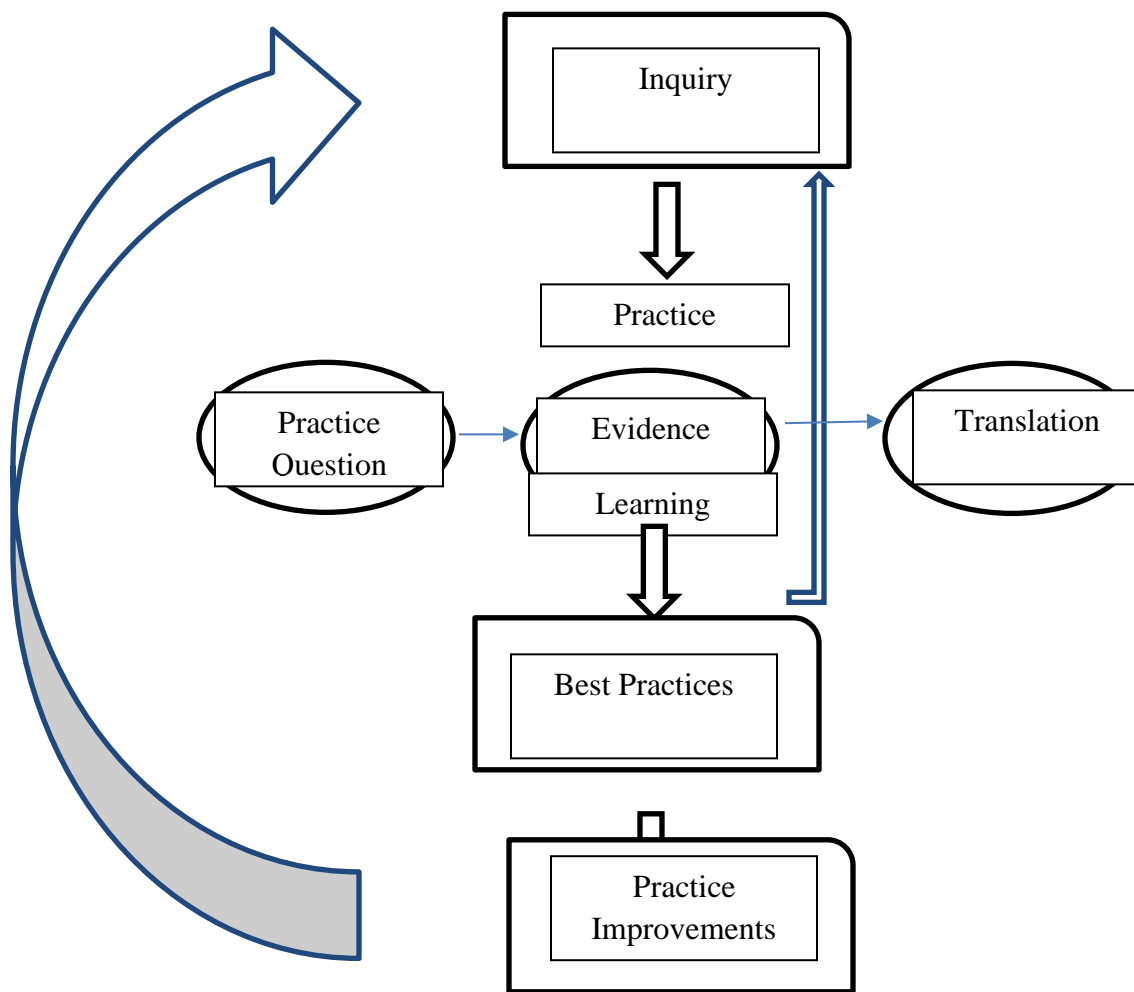 Inquiry
Practice
Practice
Ouestion
Evidence
Translation
Learning
Best Practices
Practice
Improvements